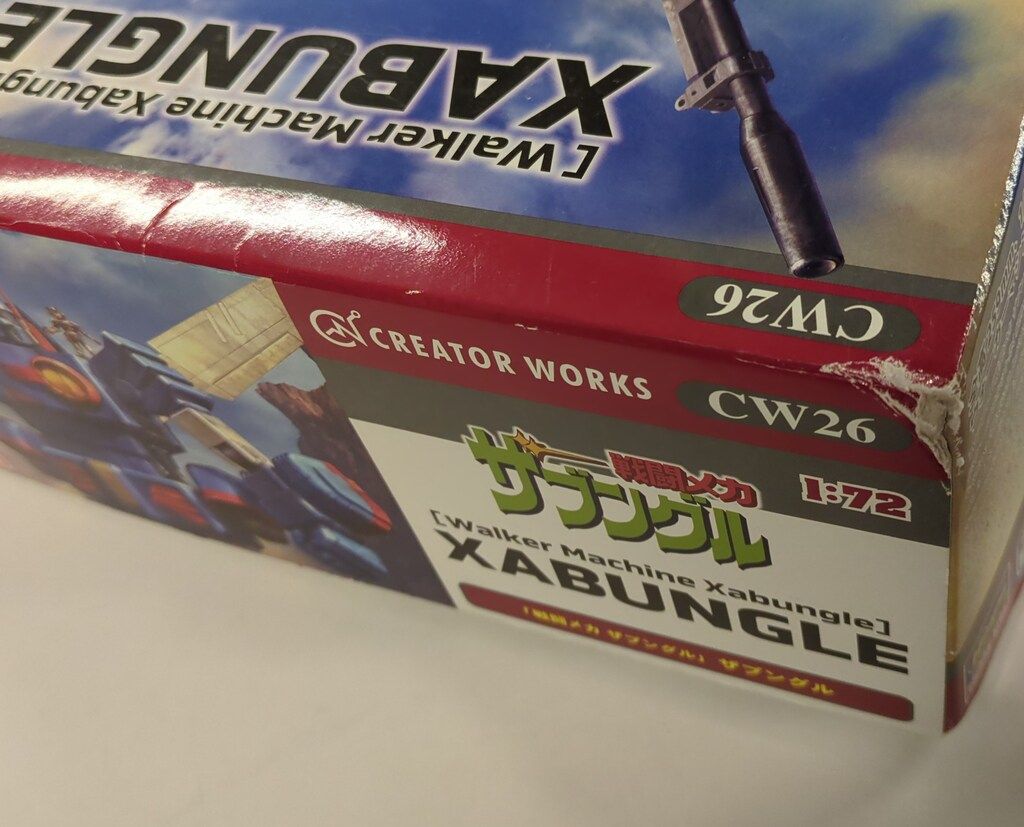 [Walker Machine Xabung
XABUNGLE
CW26
CREATOR WORKS
CW26
戦闘メカ
ザブングル
1:72
[Walker Machine Xabungle]
XABUNGLE
「戦闘メカ ザブングル」 ザブングル